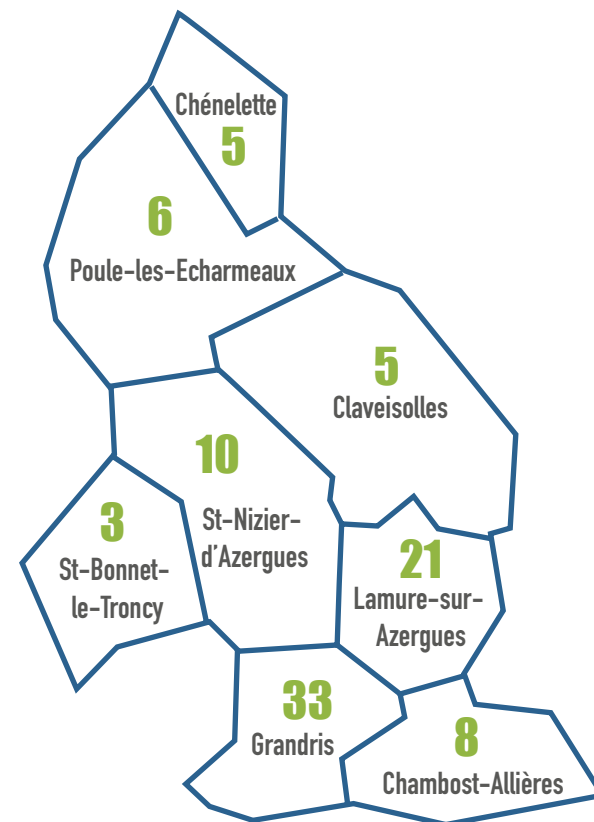 Chénelette
5
6
Poule-les-Echarmeaux
5
Claveisolles
10
St-Nizier-
d'Azergues
3
St-Bonnet-
le-Troncy
21
Lamure-sur-
Azergues
33
Grandris
8
Chambost-Allières